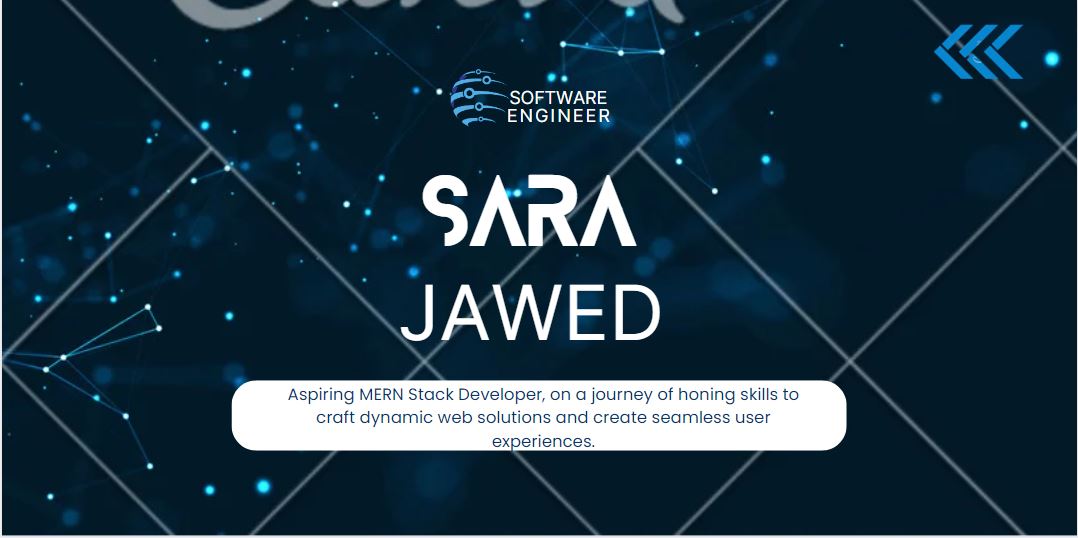 SOFTWARE
ENGINEER
SARA
JAWED
Aspiring MERN Stack Developer, on a journey of honing skills to
craft dynamic web solutions and create seamless user
experiences.